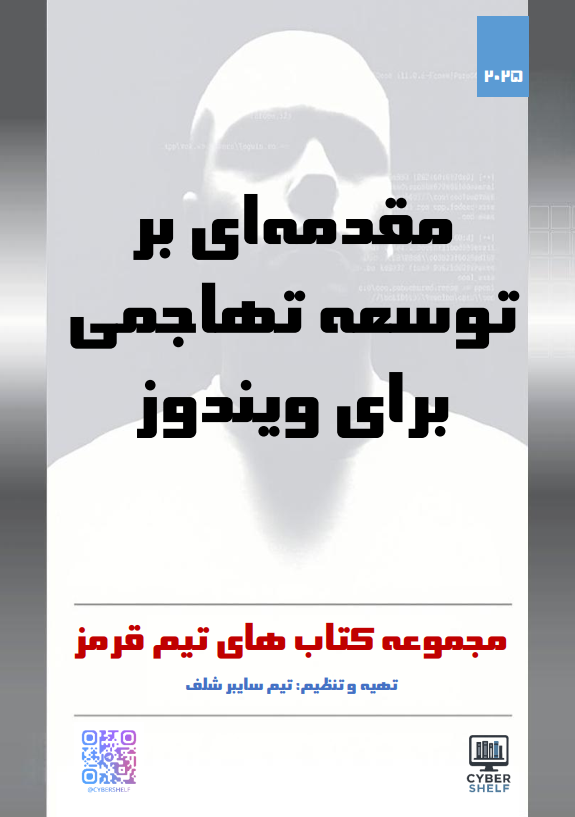 ۲۰۲۵
مقدمه‌ای بر
توسعه تهاجمی
برای ویندوز
مجموعه کتاب های تیم قرمز
تهیه و تنظیم: تیم سایبر شلف
@CYBERSHELF
CYBER
SHELF